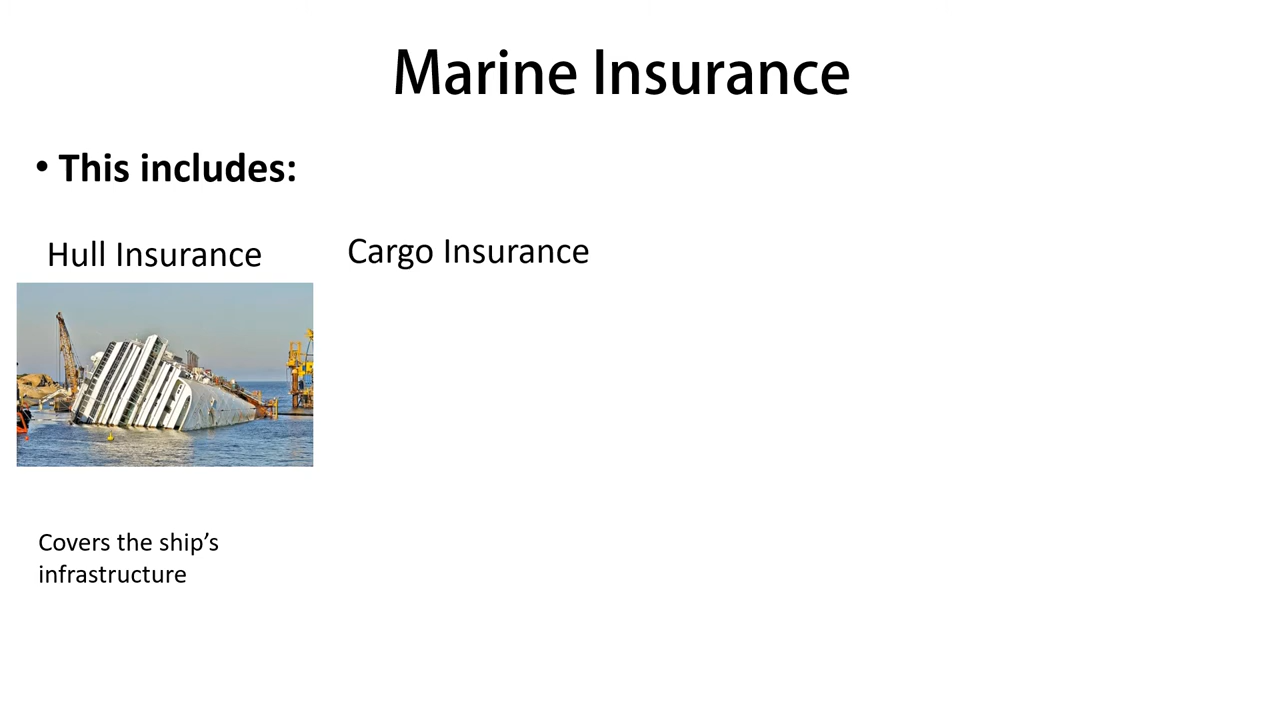 Marine Insurance
• This includes:
Hull Insurance
Cargo Insurance
Covers the ship’s
infrastructure